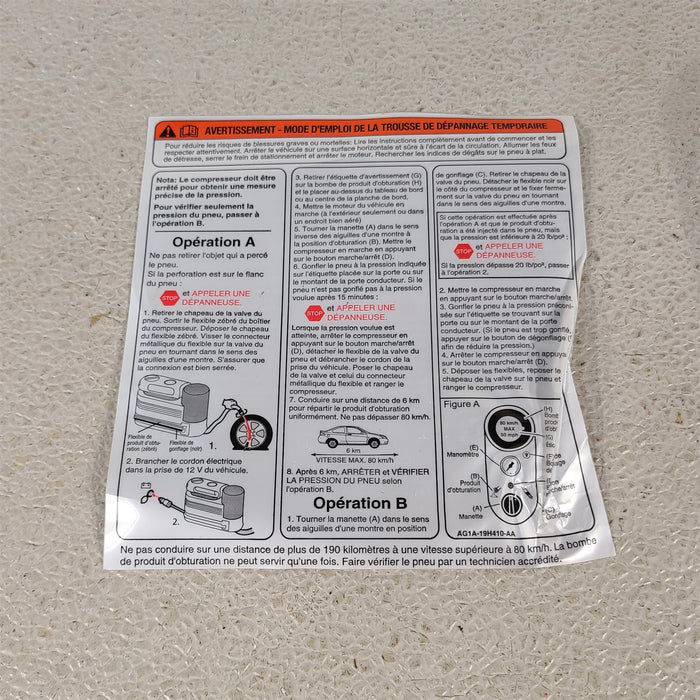 AVERTISSEMENT - MODE D'EMPLOI DE LA TROUSSE DE DÉPANNAGE TEMPORAIRE
Pour réduire les risques de blessures graves ou mortelles: Lire les instructions complètement avant de commencer et les
respecter attentivement. Arrêter le véhicule sur une surface horizontale et sûre à l'écart de la circulation. Allumer les feux
de détresse, serrer le frein de stationnement et arrêter le moteur. Rechercher les indices de dégâts sur le pneu à plat.
Nota: Le compresseur doit être
arrêté pour obtenir une mesure
précise de la pression.
Pour vérifier seulement la
pression du pneu, passer à
l'opération B.
Opération A
Ne pas retirer l'objet qui a percé
le pneu.
Si la perforation est sur le flanc
du pneu :
STOP et APPELER UNE
DÉPANNEUSE.
1. Retirer le chapeau de la valve du
pneu. Sortir le flexible zébré du boîtier
du compresseur. Déposer le chapeau
du flexible zébré. Visser le connecteur
métallique du flexible sur la valve du
pneu en tournant dans le sens des
aiguilles d'une montre. S'assurer que
la connexion est bien serrée.
Flexible de
produit d'obtu-
ration (zébré)
Flexible de
gonflage (noir)
1.
2. Brancher le cordon électrique
dans la prise de 12 V du véhicule.
2.
3. Retirer l'étiquette d'avertissement (G)
sur la bombe de produit d'obturation (H)
et le placer au-dessus du tableau de bord
ou au centre de la planche de bord.
4. Mettre le moteur du véhicule en
marche (à l'extérieur seulement ou dans
un endroit bien aéré)
5. Tourner la manette (A) dans le sens
inverse des aiguilles d'une montre à
la position d'obturation (B). Mettre le
compresseur en marche en appuyant
sur le bouton marche/arrêt (D).
6. Gonfler le pneu à la pression indiquée
sur l'étiquette placée sur la porte ou sur
le montant de la porte conducteur. Si le
pneu n'est pas gonflé pas à la pression
voulue après 15 minutes :
STOP et APPELER UNE
DÉPANNEUSE.
Lorsque la pression voulue est
atteinte, arrêter le compresseur en
appuyant sur le bouton marche/arrêt
(D), détacher le flexible de la valve du
pneu et débrancher le cordon de la
prise du véhicule. Poser le chapeau
de la valve et celui du connecteur
métallique du flexible et ranger le
compresseur.
7. Conduire sur une distance de 6 km
pour répartir le produit d'obturation
uniformément. Ne pas dépasser 80 km/h.
6 km
VITESSE MAX. 80 km/h
8. Après 6 km, ARRÊTER et VÉRIFIER
LA PRESSION DU PNEU selon
l'opération B.
Opération B
1. Tourner la manette (A) dans le sens
des aiguilles d'une montre en position
de gonflage (C). Retirer le chapeau de la
valve du pneu. Détacher le flexible noir sur
le côté du compresseur et le fixer ferme-
ment sur la valve du pneu en tournant
dans le sens des aiguilles d'une montre.
Si cette opération est effectuée après
l'opération A et que le produit d'obtu-
ration a été injecté dans le pneu, mais
que la pression est inférieure à 20 lb/po² :
STOP et APPELER UNE
DÉPANNEUSE.
Si la pression dépasse 20 lb/po², passer
à l'opération 2.
2. Mettre le compresseur en marche
en appuyant sur le bouton marche/arrêt.
3. Gonfler le pneu à la pression préconi-
sée sur l'étiquette se trouvant sur la
porte ou sur le montant de la porte
conducteur. (Si le pneu est trop gonflé,
appuyer sur le bouton de dégonflage (F)
afin de réduire la pression.)
4. Arrêter le compresseur en appuya
sur le bouton marche/arrêt (D).
5. Déposer les flexibles, reposer le
chapeau de la valve sur le pneu et
ranger le compresseur.
Figure A
80 km/h
MAX
50 mph
(H)
(G)
(E)
Manomètre
(B)
Produit
d'obturation
(A)
Manette
(C)
Gonflage
AG1A-19H410-AA
Ne pas conduire sur une distance de plus de 190 kilomètres à une vitesse supérieure à 80 km/h. La bombe
de produit d'obturation ne peut servir qu'une fois. Faire vérifier le pneu par un technicien accrédité.